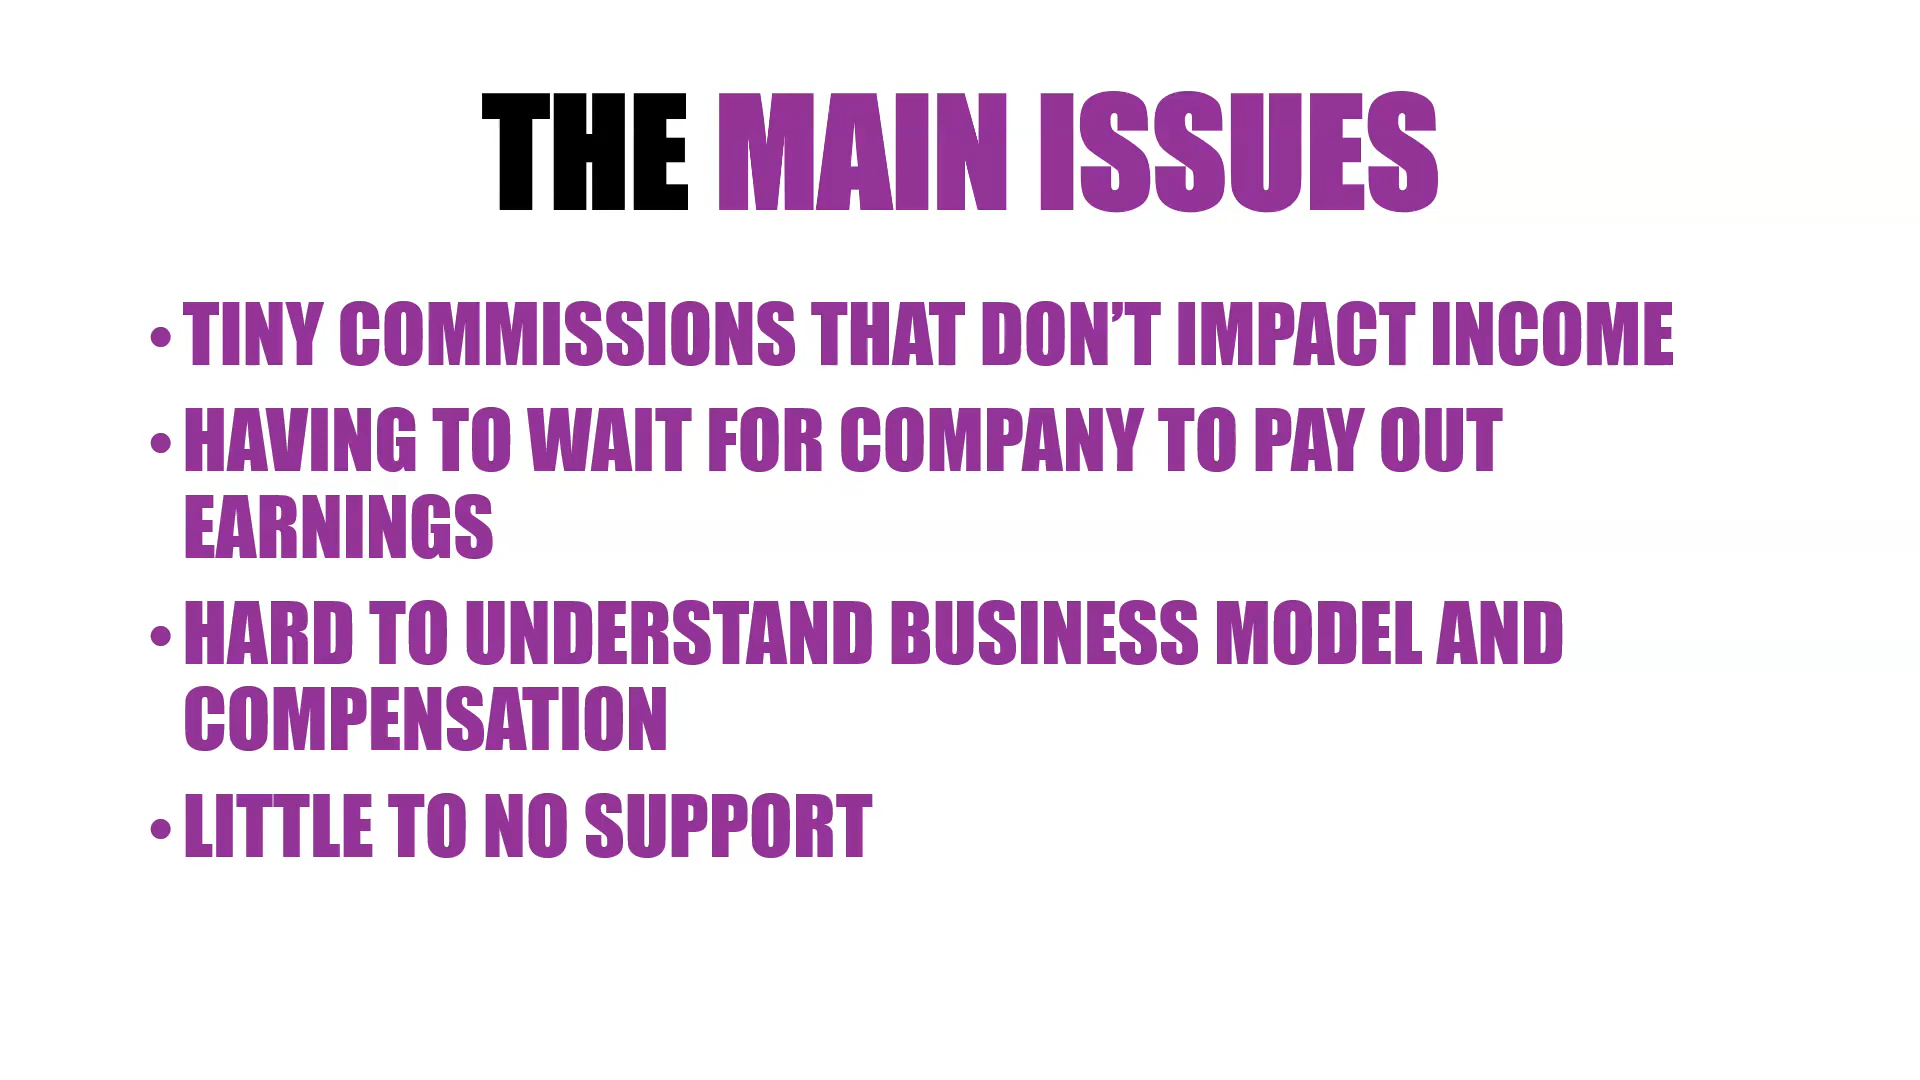 THE MAIN ISSUES
• TINY COMMISSIONS THAT DON’T IMPACT INCOME
• HAVING TO WAIT FOR COMPANY TO PAY OUT
EARNINGS
• HARD TO UNDERSTAND BUSINESS MODEL AND
COMPENSATION
• LITTLE TO NO SUPPORT